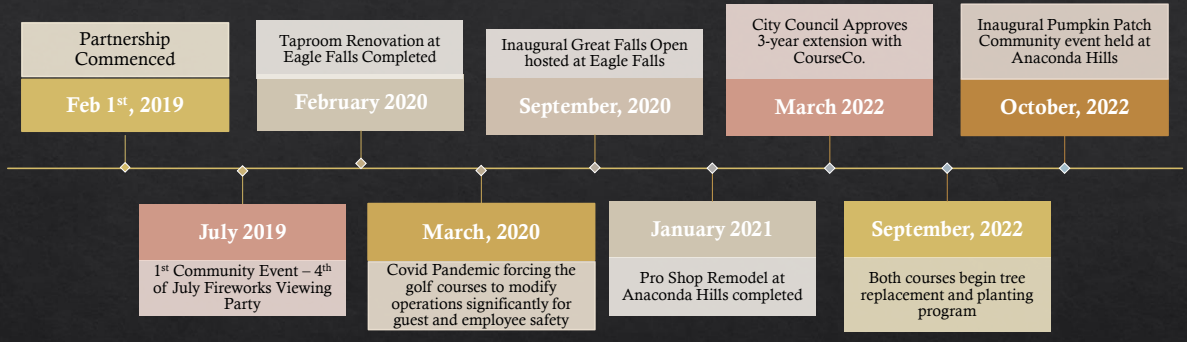 Partnership
Commenced
Feb 1st, 2019
Taproom Renovation at
Eagle Falls Completed
February 2020
Inaugural Great Falls Open
hosted at Eagle Falls
September, 2020
City Council Approves
3-year extension with
CourseCo.
March 2022
Inaugural Pumpkin Patch
Community event held at
Anaconda Hills
October, 2022
July 2019
1st Community Event – 4th
of July Fireworks Viewing
Party
March, 2020
Covid Pandemic forcing the
golf courses to modify
operations significantly for
guest and employee safety
January 2021
Pro Shop Remodel at
Anaconda Hills completed
September, 2022
Both courses begin tree
replacement and planting
program